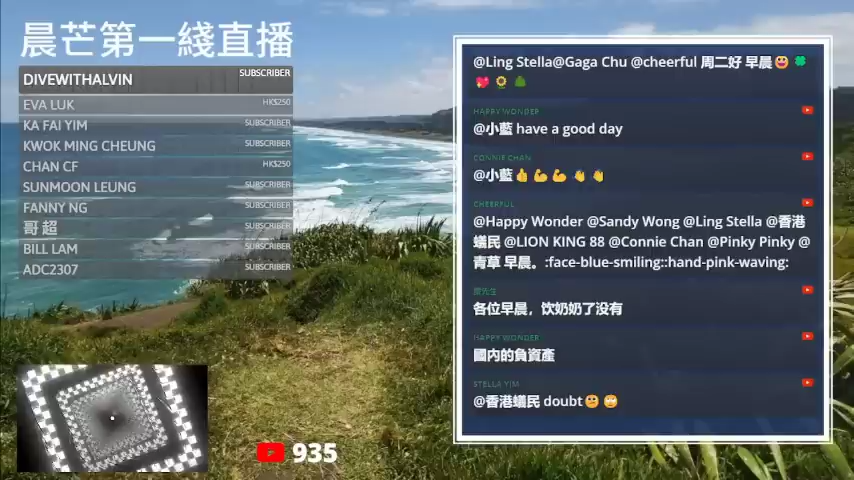 晨芒第一綫直播
DIVEWITHALVIN SUBSCRIBER
EVA LUK HK$250
KA FAI YIM SUBSCRIBER
KWOK MING CHEUNG SUBSCRIBER
CHAN CF HK$250
SUNMOON LEUNG SUBSCRIBER
FANNY NG SUBSCRIBER
哥 超 SUBSCRIBER
BILL LAM SUBSCRIBER
ADC2307 SUBSCRIBER
935
@Ling Stella@Gaga Chu @cheerful 周二好 早晨😃🍀
💖🌻🌲
HAPPY WONDER
@小藍 have a good day
CONNIE CHAN
@小藍👍💪💪👋👋
CHEERFUL
@Happy Wonder @Sandy Wong @Ling Stella @香港
蟻民 @LION KING 88 @Connie Chan @Pinky Pinky @
青草 早晨。:face-blue-smiling::hand-pink-waving:
各位早晨，饮奶奶了没有
HAPPY WONDER
國内的負資產
STELLA YIM
@香港蟻民 doubt🤔🙄